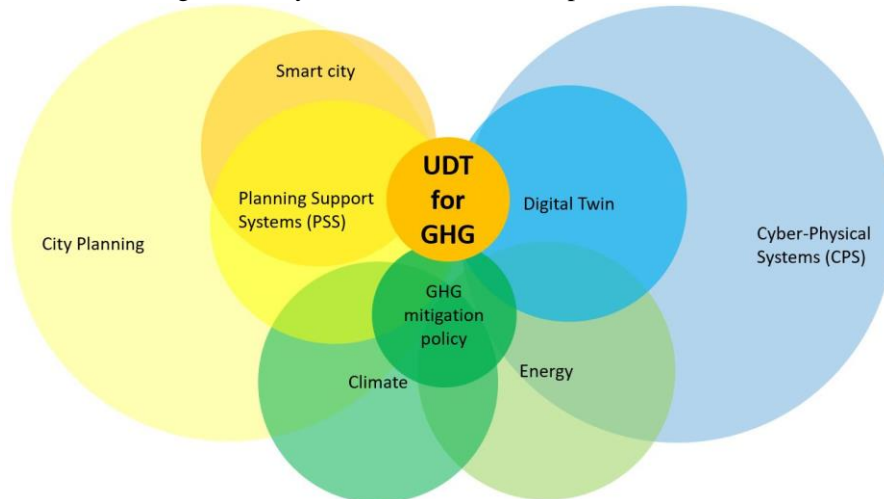 Smart city
UDT
for
GHG
Planning Support
Systems (PSS)
Digital Twin
City Planning
Cyber-Physical
Systems (CPS)
GHG
mitigation
policy
Climate
Energy